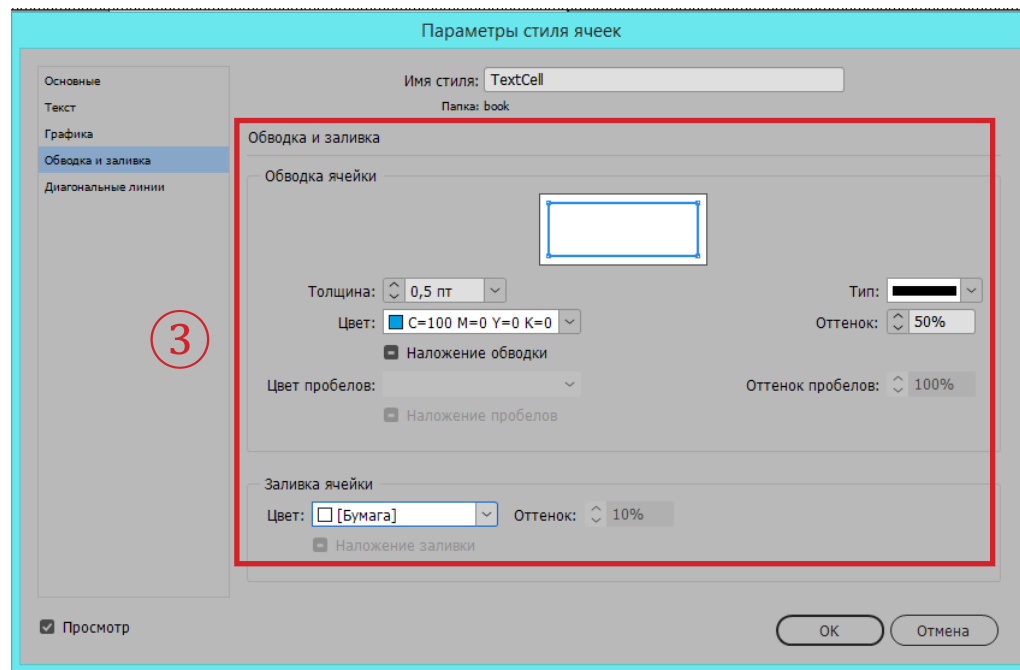 Параметры стиля ячеек
Основные
Текст
Графика
Обводка и заливка
Диагональные линии
Имя стиля: TextCell
Папка: book
Обводка и заливка
Обводка ячейки
Толщина: 0,5 пт Тип:
Цвет: C=100 M=0 Y=0 K=0 Оттенок: 50%
Наложение обводки
Цвет пробелов: Оттенок пробелов: 100%
Наложение пробелов
Заливка ячейки
Цвет: [Бумага] Оттенок: 10%
Наложение заливки
3
Просмотр
OK Отмена